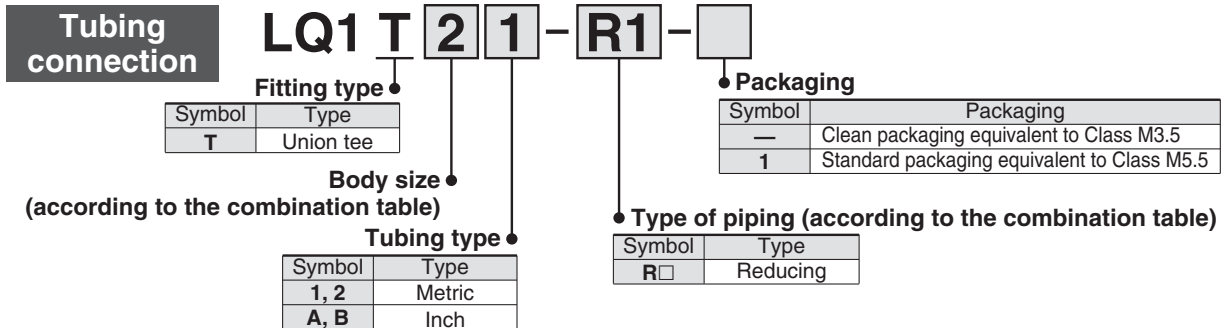 Tubing
connection
LQ1 T 2 1 - R1 - □
Fitting type
Symbol Type
T Union tee
Body size
(according to the combination table)
Tubing type
Symbol Type
1, 2 Metric
A, B Inch
Packaging
Symbol Packaging
— Clean packaging equivalent to Class M3.5
1 Standard packaging equivalent to Class M5.5
Type of piping (according to the combination table)
Symbol Type
R□ Reducing